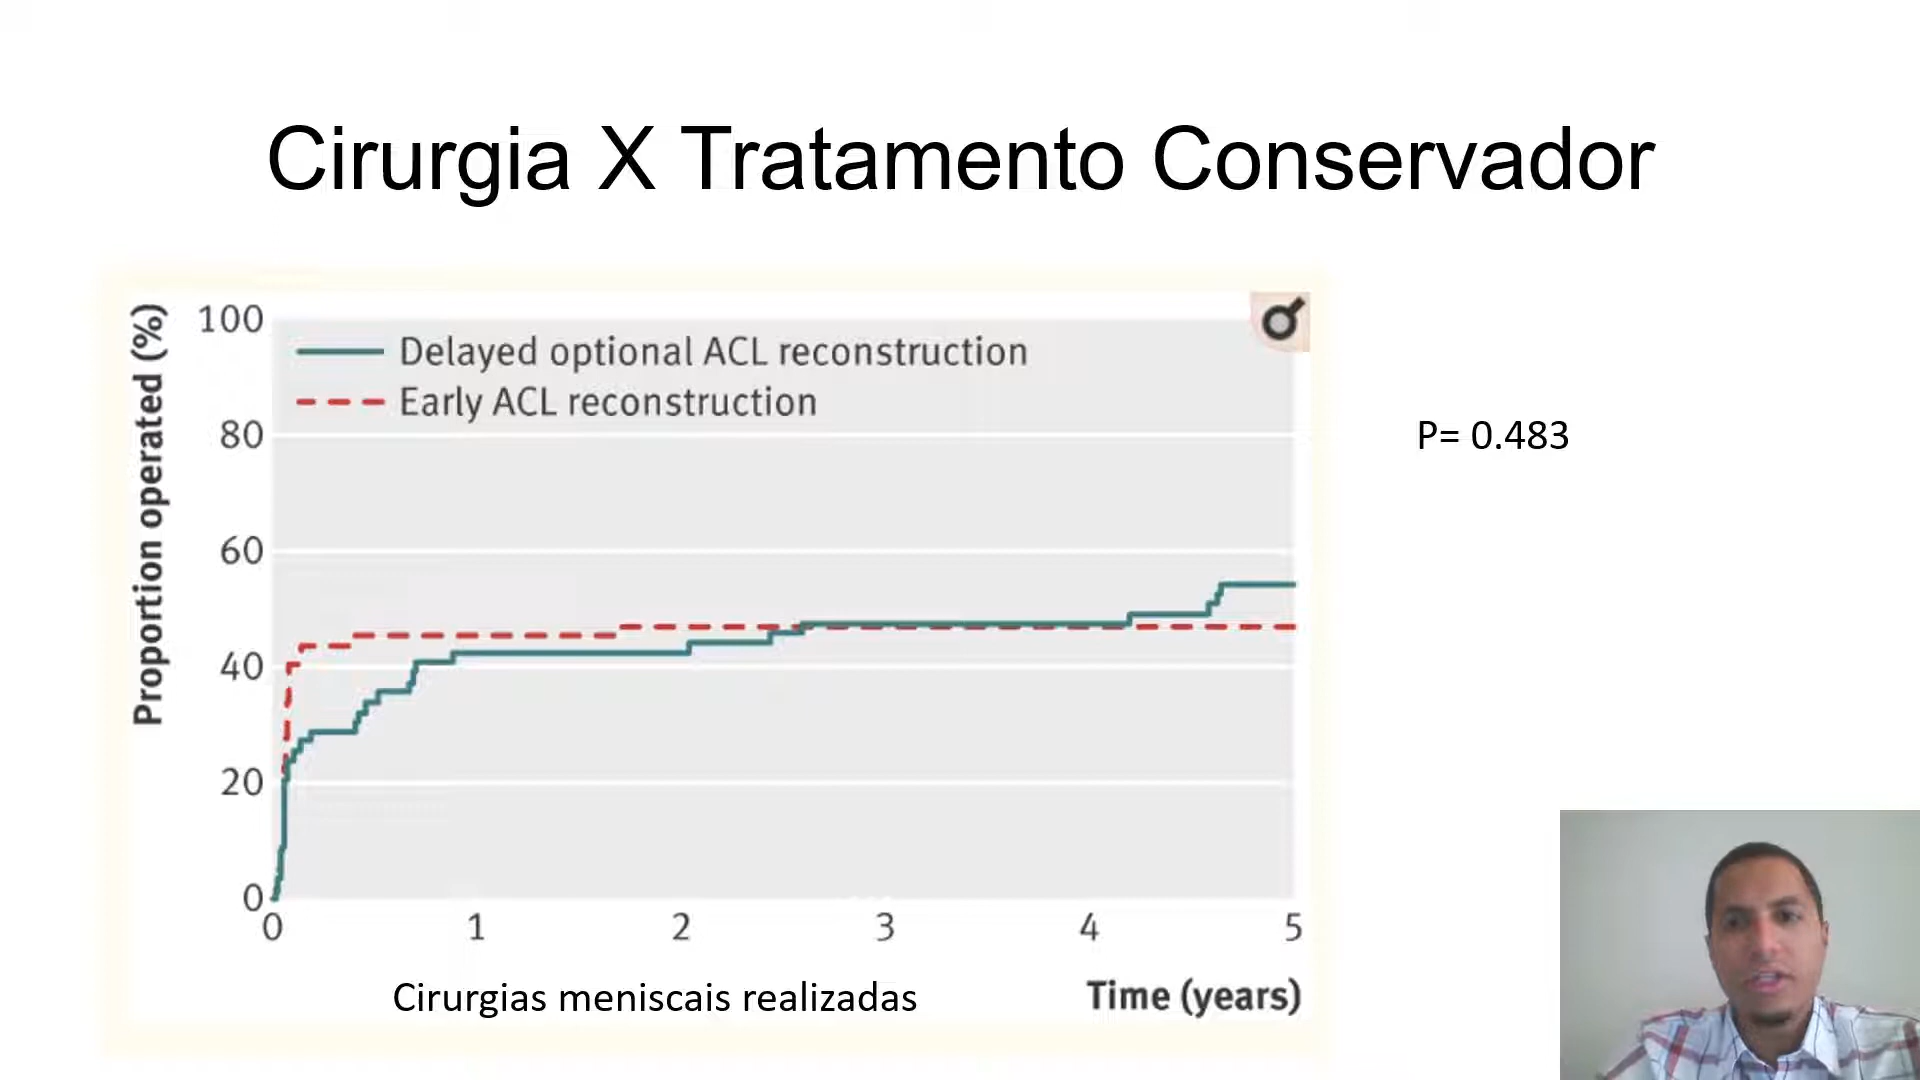 Cirurgia X Tratamento Conservador
Proportion operated (%)
100
80
60
40
20
0
Delayed optional ACL reconstruction
Early ACL reconstruction
0 1 2 3 4 5
Time (years)
Cirurgias meniscais realizadas
P= 0.483